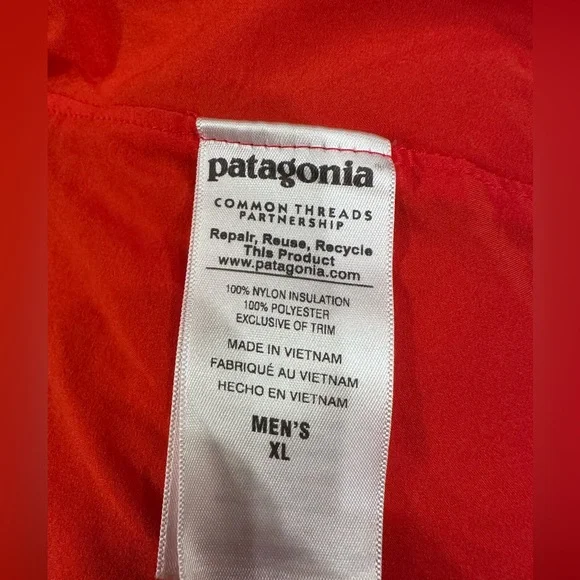 patagonia
COMMON THREADS
PARTNERSHIP
Repair, Reuse, Recycle
This Product
www.patagonia.com
100% NYLON INSULATION
100% POLYESTER
EXCLUSIVE OF TRIM
MADE IN VIETNAM
FABRIQUÉ AU VIETNAM
HECHO EN VIETNAM
MEN'S
XL